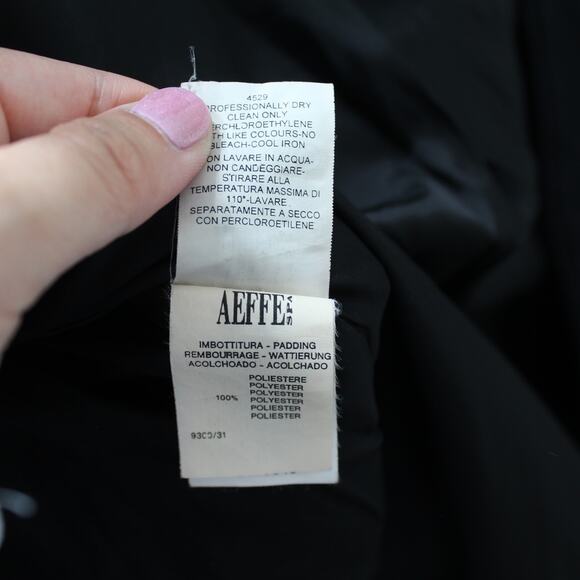 4529
PROFESSIONALLY DRY
CLEAN ONLY
PERCHLOROETHYLENE
WITH LIKE COLOURS-NO
BLEACH-COOL IRON
NON LAVARE IN ACQUA-
NON CANDEGGIARE-
STIRARE ALLA
TEMPERATURA MASSIMA DI
110°-LAVARE
SEPARATAMENTE A SECCO
CON PERCLOROETILENE
AEFFE SPA
IMBOTTITURA - PADDING
REMBOURRAGE - WATTIERUNG
ACOLCHOADO - ACOLCHADO
POLIESTERE
POLYESTER
POLYESTER
100% POLYESTER
POLIESTER
POLIESTER